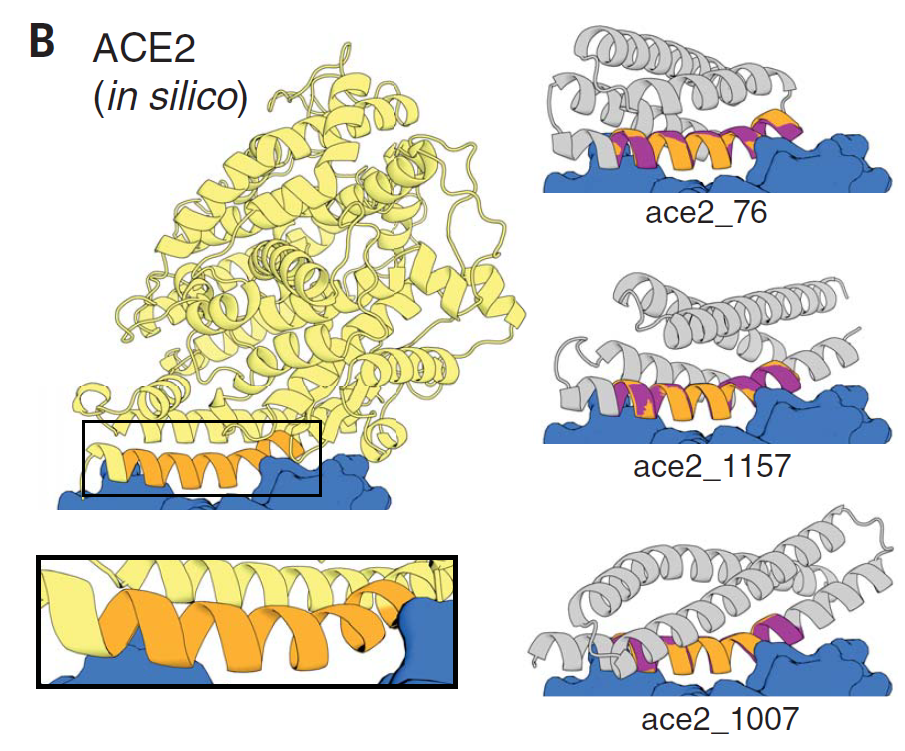 B
ACE2
(in silico)
ace2_76
ace2_1157
ace2_1007